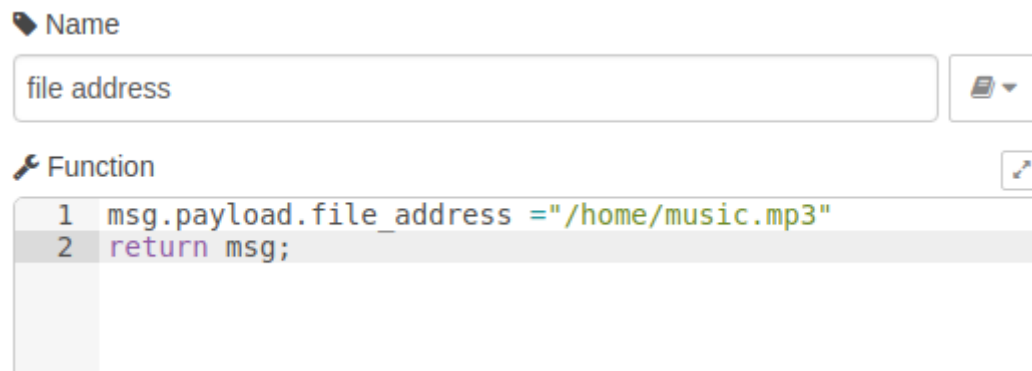 Name
file address
Function
1 msg.payload.file_address ="/home/music.mp3"
2 return msg;